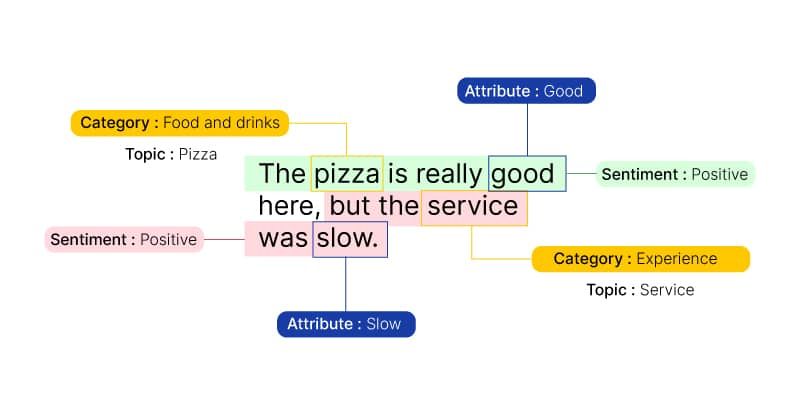 Attribute : Good
Category : Food and drinks
Topic : Pizza
The pizza is really good
Sentiment : Positive
here, but the service
Sentiment : Positive
was slow.
Category : Experience
Topic : Service
Attribute : Slow